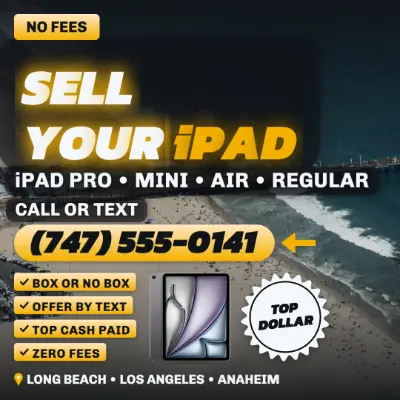 NO FEES
SELL
YOUR iPAD
iPAD PRO • MINI • AIR • REGULAR
CALL OR TEXT
(747) 555-0141
BOX OR NO BOX
OFFER BY TEXT
TOP CASH PAID
ZERO FEES
TOP
DOLLAR
LONG BEACH • LOS ANGELES • ANAHEIM